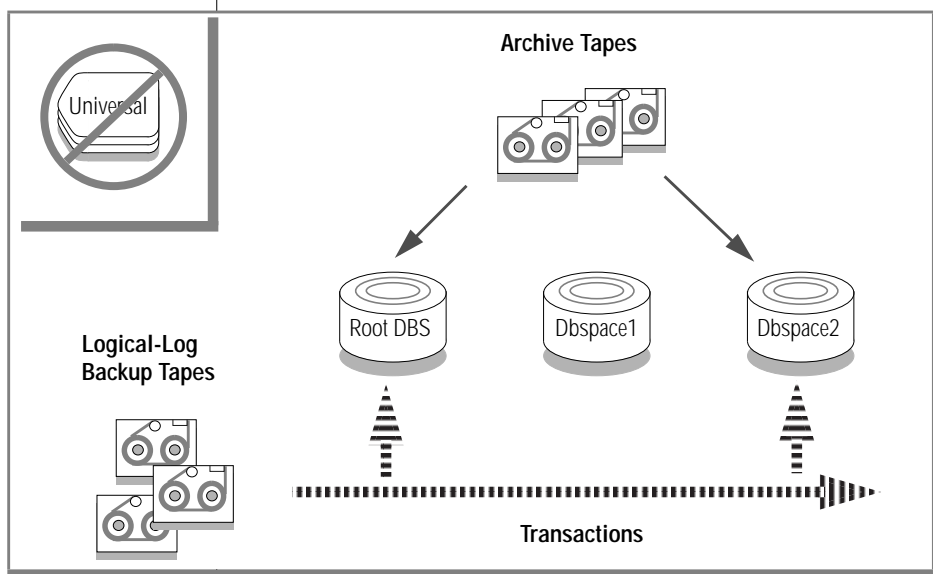 Archive Tapes
Universal
Root DBS
Dbspace1
Dbspace2
Logical-Log
Backup Tapes
Transactions